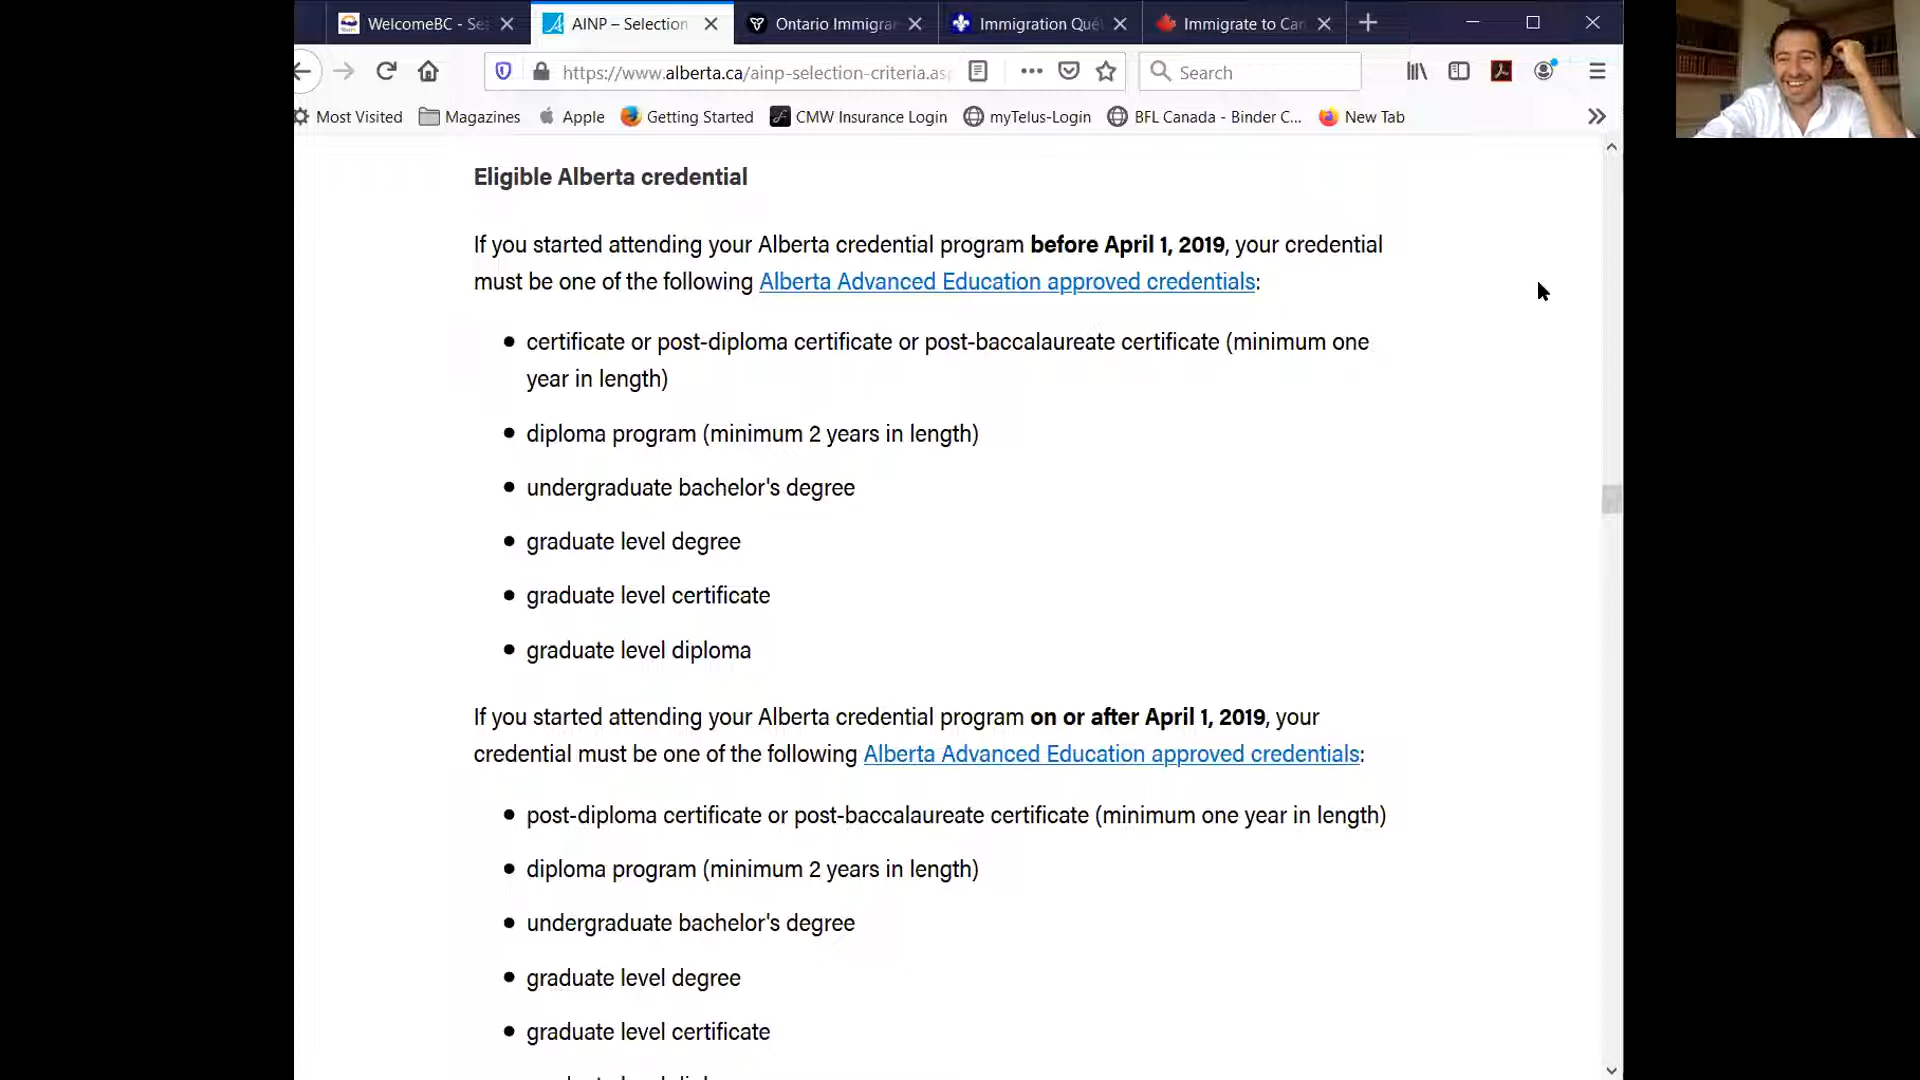 WelcomeBC - Se
AINP – Selection
Ontario Immigra
Immigration Qué
Immigrate to Ca
https://www.alberta.ca/ainp-selection-criteria.as
Search
Most Visited
Magazines
Apple
Getting Started
CMW Insurance Login
myTelus-Login
BFL Canada - Binder C...
New Tab
Eligible Alberta credential
If you started attending your Alberta credential program before April 1, 2019, your credential
must be one of the following Alberta Advanced Education approved credentials:
• certificate or post-diploma certificate or post-baccalaureate certificate (minimum one
year in length)
• diploma program (minimum 2 years in length)
• undergraduate bachelor's degree
• graduate level degree
• graduate level certificate
• graduate level diploma
If you started attending your Alberta credential program on or after April 1, 2019, your
credential must be one of the following Alberta Advanced Education approved credentials:
• post-diploma certificate or post-baccalaureate certificate (minimum one year in length)
• diploma program (minimum 2 years in length)
• undergraduate bachelor's degree
• graduate level degree
• graduate level certificate